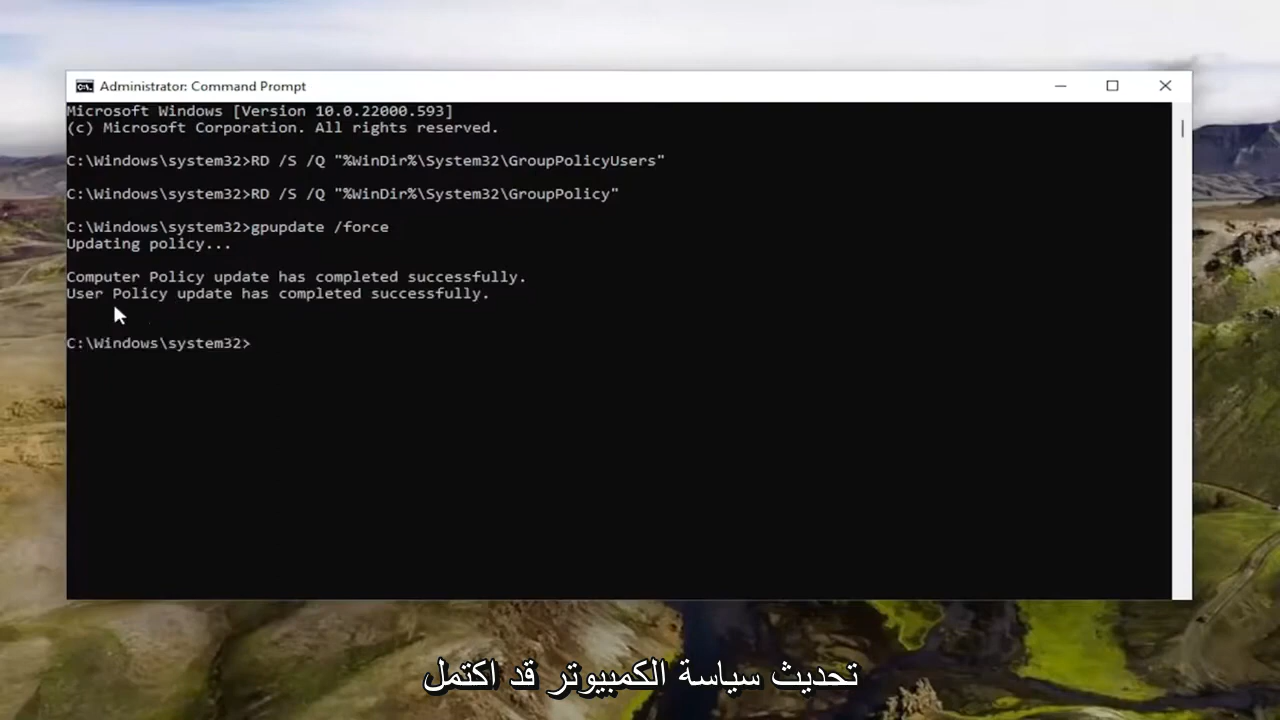 Administrator: Command Prompt
Microsoft Windows [Version 10.0.22000.593]
(c) Microsoft Corporation. All rights reserved.
C:\Windows\system32>RD /S /Q "%WinDir%\System32\GroupPolicyUsers"
C:\Windows\system32>RD /S /Q "%WinDir%\System32\GroupPolicy"
C:\Windows\system32>gpupdate /force
Updating policy...
Computer Policy update has completed successfully.
User Policy update has completed successfully.
C:\Windows\system32>
تحديث سياسة الكمبيوتر قد اكتمل